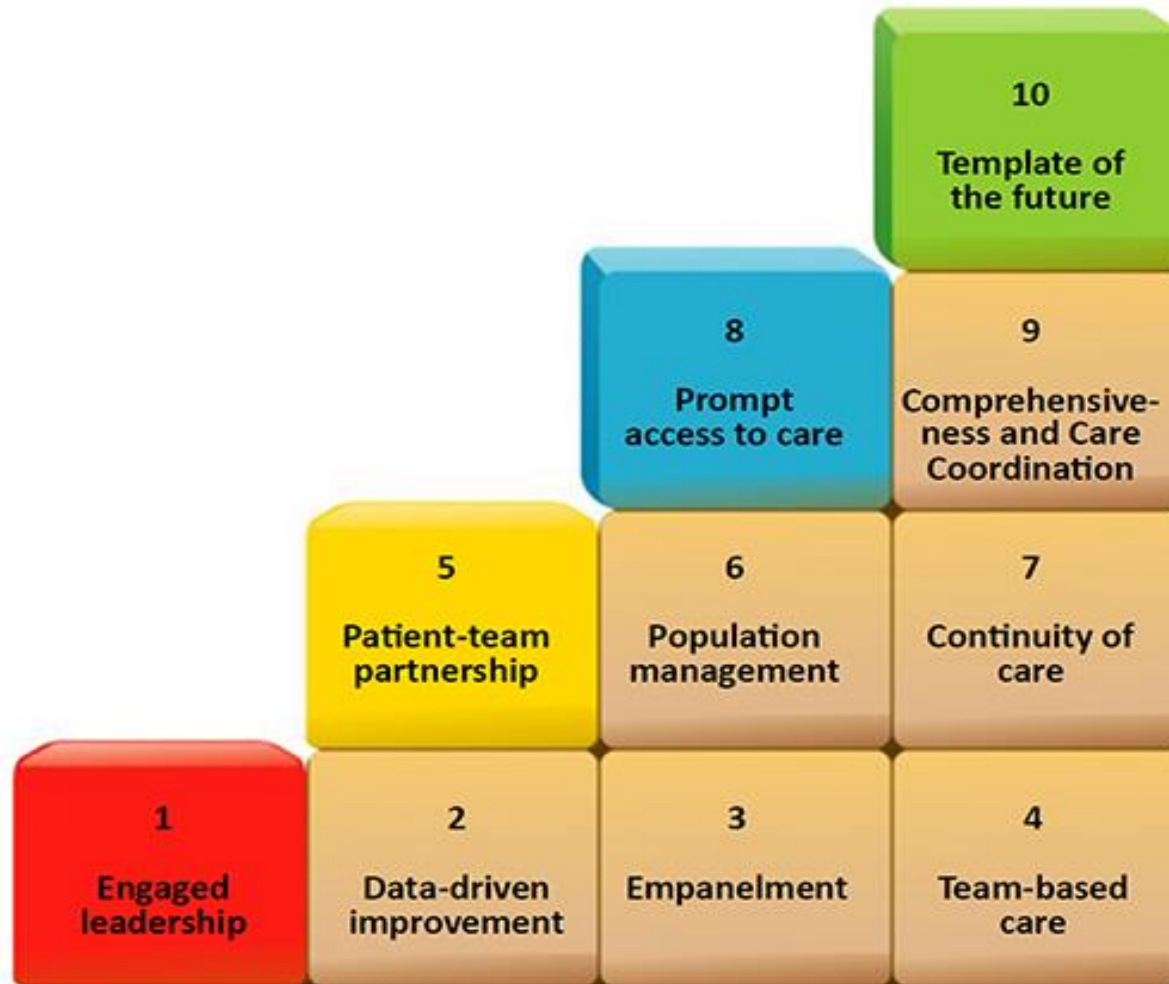 10
Template of
the future
8
Prompt
access to care
9
Comprehensive-
ness and Care
Coordination
5
Patient-team
partnership
6
Population
management
7
Continuity of
care
1
Engaged
leadership
2
Data-driven
improvement
3
Empanelment
4
Team-based
care